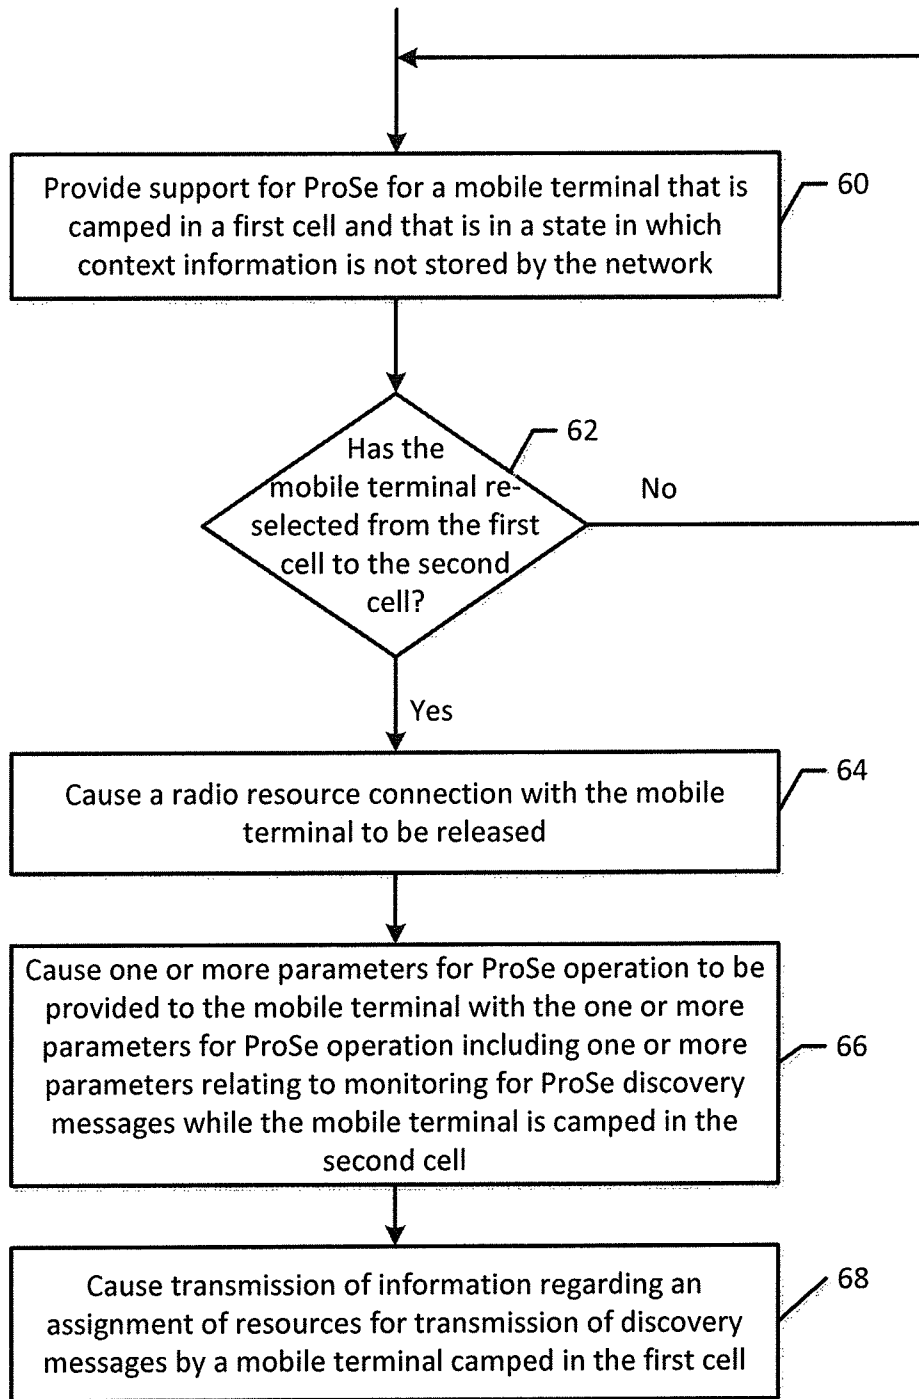 Provide support for ProSe for a mobile terminal that is
camped in a first cell and that is in a state in which
context information is not stored by the network
60
62
Has the
mobile terminal re-
selected from the first
cell to the second
cell?
No
Yes
Cause a radio resource connection with the mobile
terminal to be released
64
Cause one or more parameters for ProSe operation to be
provided to the mobile terminal with the one or more
parameters for ProSe operation including one or more
parameters relating to monitoring for ProSe discovery
messages while the mobile terminal is camped in the
second cell
66
Cause transmission of information regarding an
assignment of resources for transmission of discovery
messages by a mobile terminal camped in the first cell
68